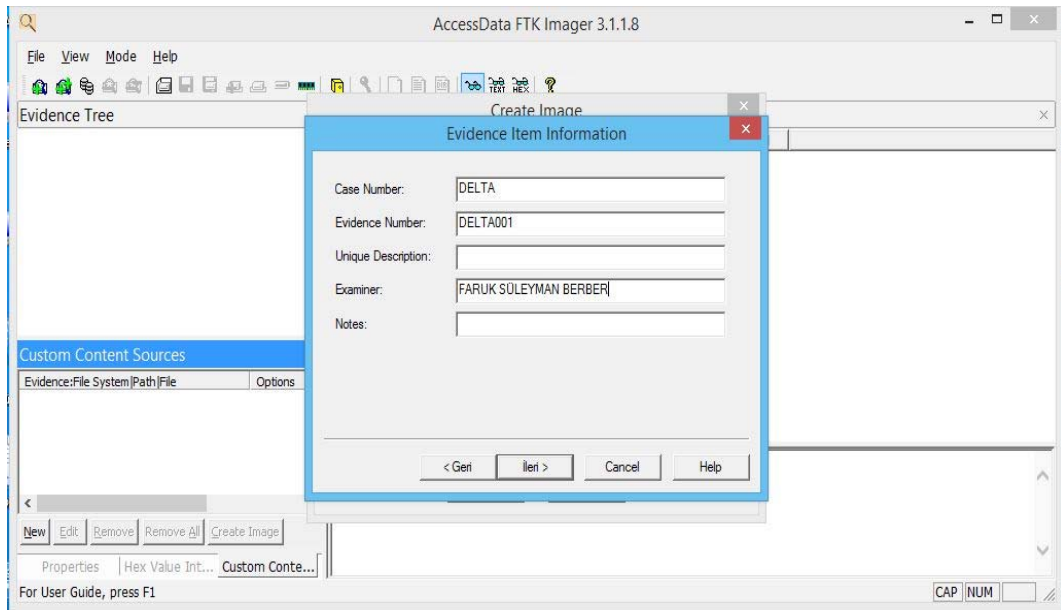 AccessData FTK Imager 3.1.1.8
File View Mode Help
TEXT HEX
Evidence Tree
Create Image
Evidence Item Information
Case Number: DELTA
Evidence Number: DELTA001
Unique Description:
Examiner: FARUK SÜLEYMAN BERBER
Notes:
Custom Content Sources
Evidence:File System|Path|File Options
< Geri İleri > Cancel Help
New Edit Remove Remove All Create Image
Properties Hex Value Int... Custom Conte...
For User Guide, press F1
CAP NUM